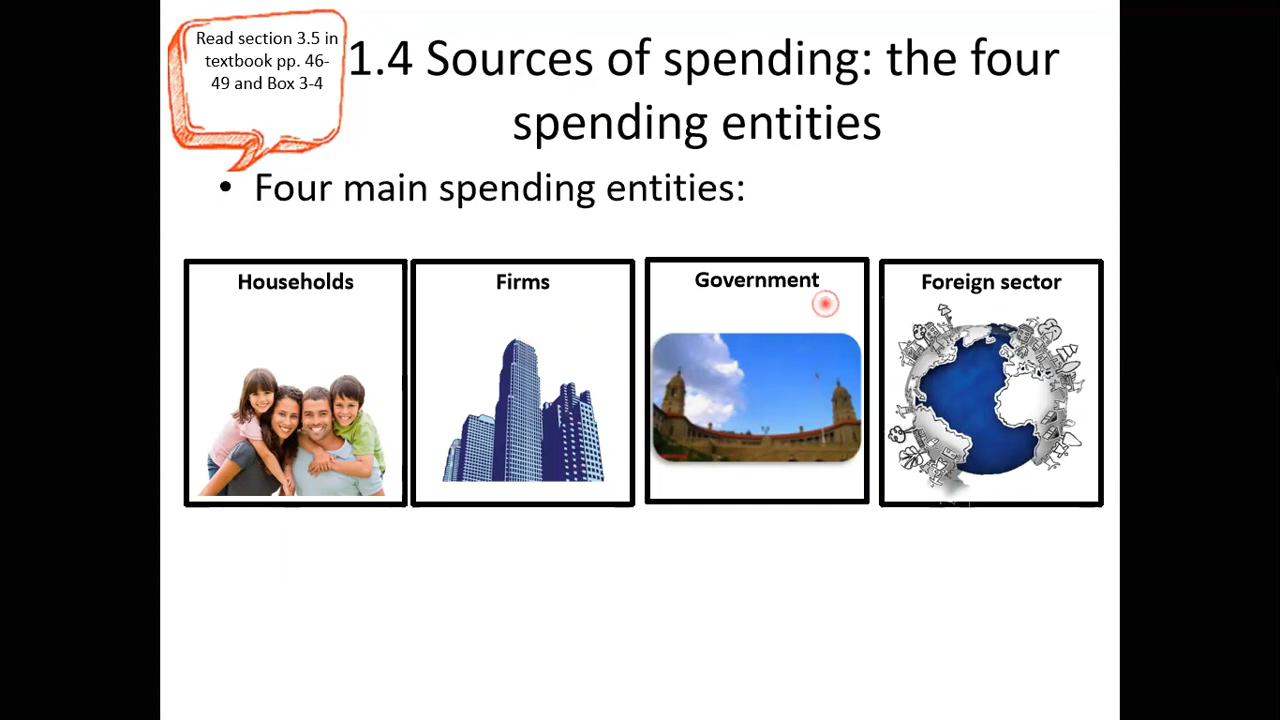 Read section 3.5 in
textbook pp. 46-
49 and Box 3-4
1.4 Sources of spending: the four
spending entities
• Four main spending entities:
Households
Firms
Government
Foreign sector